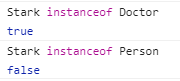 Stark instanceof Doctor
true
Stark instanceof Person
false